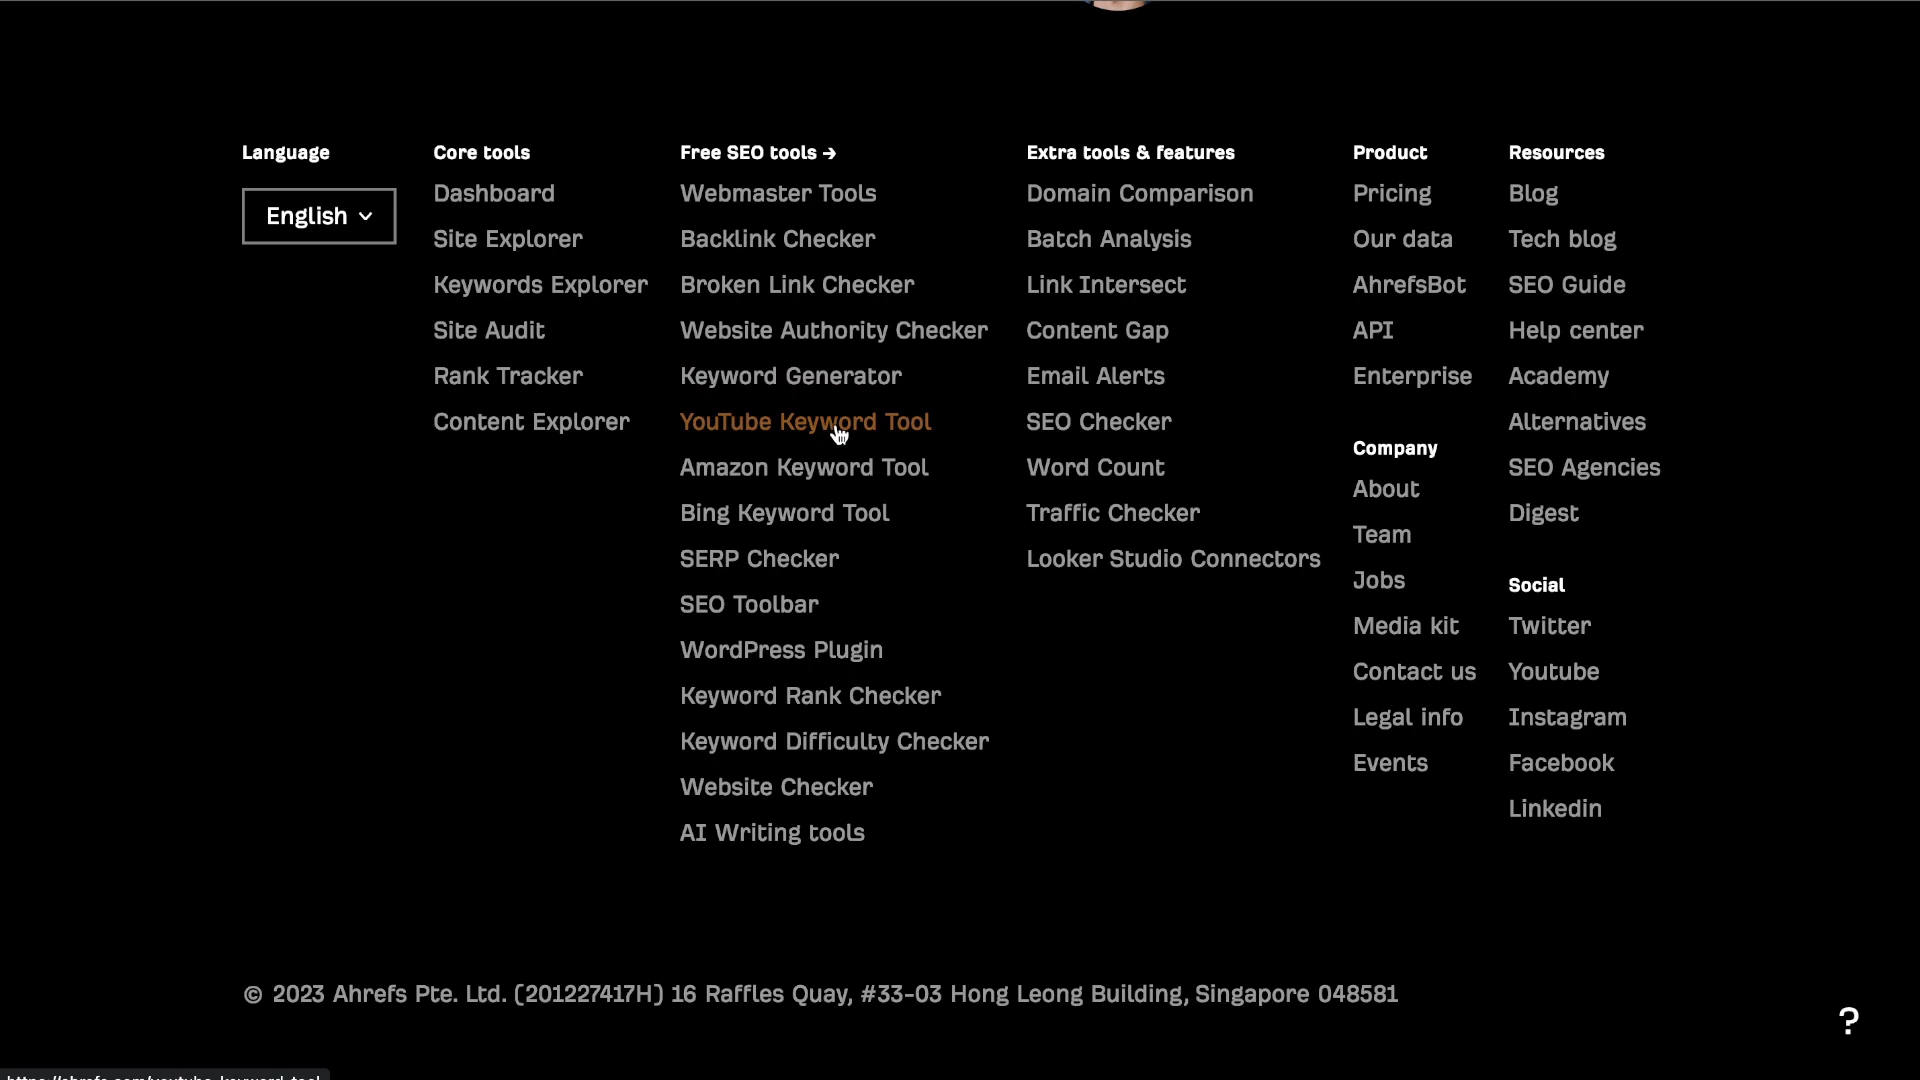 Language
English
Core tools
Dashboard
Site Explorer
Keywords Explorer
Site Audit
Rank Tracker
Content Explorer
Free SEO tools →
Webmaster Tools
Backlink Checker
Broken Link Checker
Website Authority Checker
Keyword Generator
YouTube Keyword Tool
Amazon Keyword Tool
Bing Keyword Tool
SERP Checker
SEO Toolbar
WordPress Plugin
Keyword Rank Checker
Keyword Difficulty Checker
Website Checker
AI Writing tools
Extra tools & features
Domain Comparison
Batch Analysis
Link Intersect
Content Gap
Email Alerts
SEO Checker
Word Count
Traffic Checker
Looker Studio Connectors
Product
Pricing
Our data
AhrefsBot
API
Enterprise
Company
About
Team
Jobs
Media kit
Contact us
Legal info
Events
Resources
Blog
Tech blog
SEO Guide
Help center
Academy
Alternatives
SEO Agencies
Digest
Social
Twitter
Youtube
Instagram
Facebook
Linkedin
© 2023 Ahrefs Pte. Ltd. (201227417H) 16 Raffles Quay, #33-03 Hong Leong Building, Singapore 048581
?